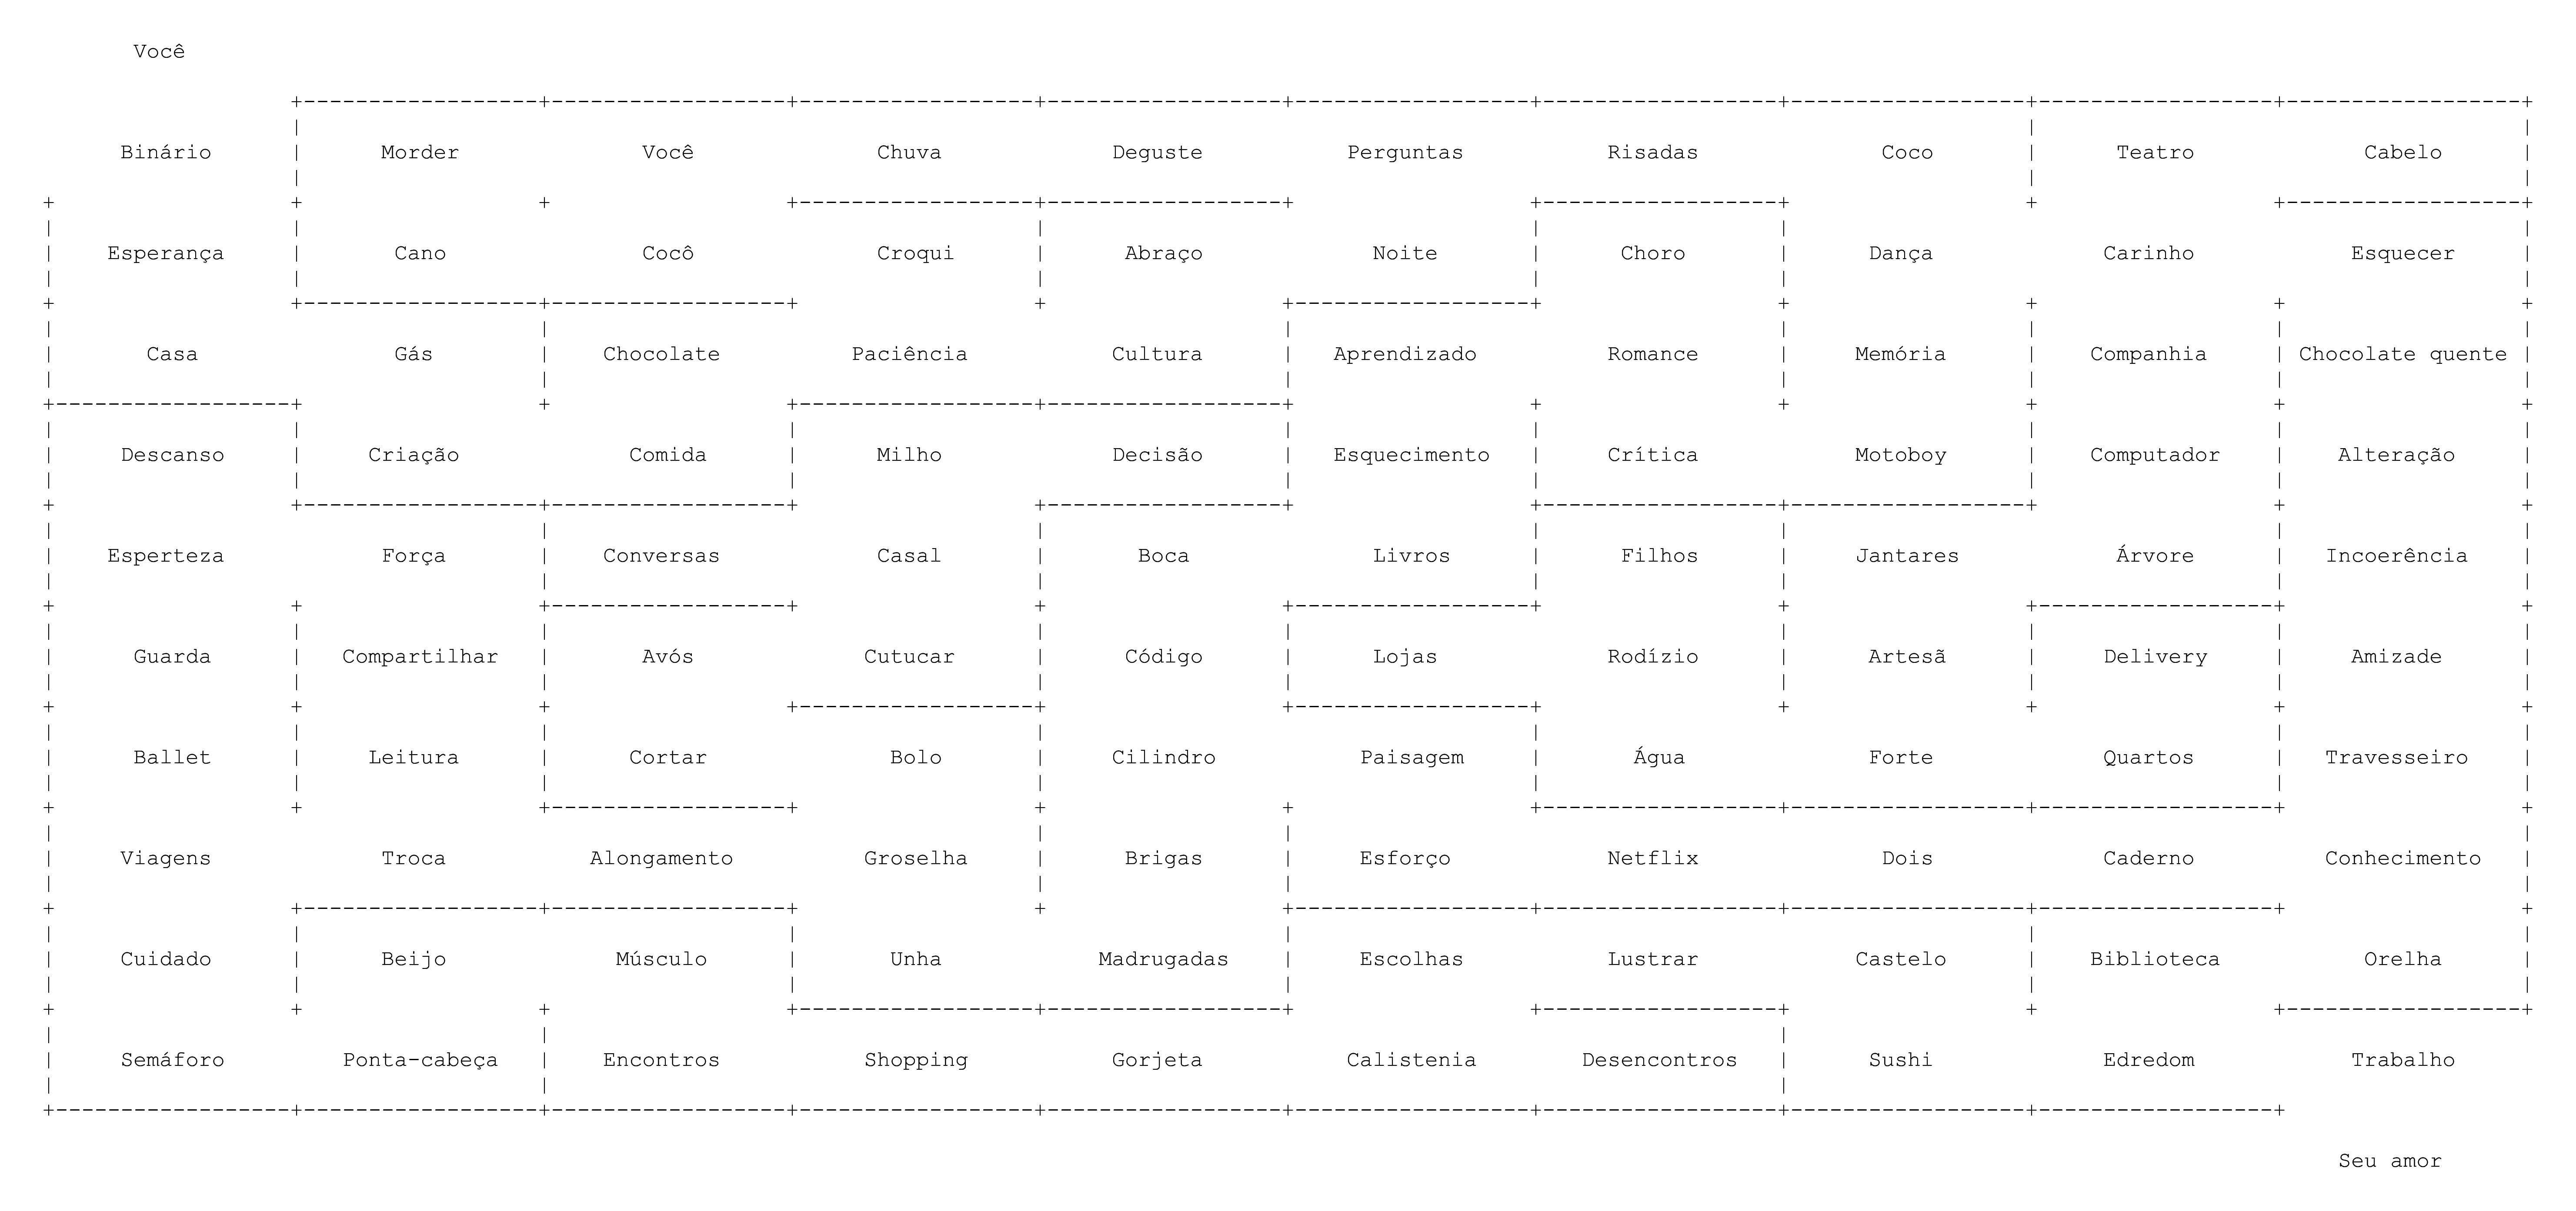 Você
Binário Morder Você Chuva Deguste Perguntas Risadas Coco Teatro Cabelo
Esperança Cano Cocô Croqui Abraço Noite Choro Dança Carinho Esquecer
Casa Gás Chocolate Paciência Cultura Aprendizado Romance Memória Companhia Chocolate quente
Descanso Criação Comida Milho Decisão Esquecimento Crítica Motoboy Computador Alteração
Esperteza Força Conversas Casal Boca Livros Filhos Jantares Árvore Incoerência
Guarda Compartilhar Avós Cutucar Código Lojas Rodízio Artesã Delivery Amizade
Ballet Leitura Cortar Bolo Cilindro Paisagem Água Forte Quartos Travesseiro
Viagens Troca Alongamento Groselha Brigas Esforço Netflix Dois Caderno Conhecimento
Cuidado Beijo Músculo Unha Madrugadas Escolhas Lustrar Castelo Biblioteca Orelha
Semáforo Ponta-cabeça Encontros Shopping Gorjeta Calistenia Desencontros Sushi Edredom Trabalho
Seu amor